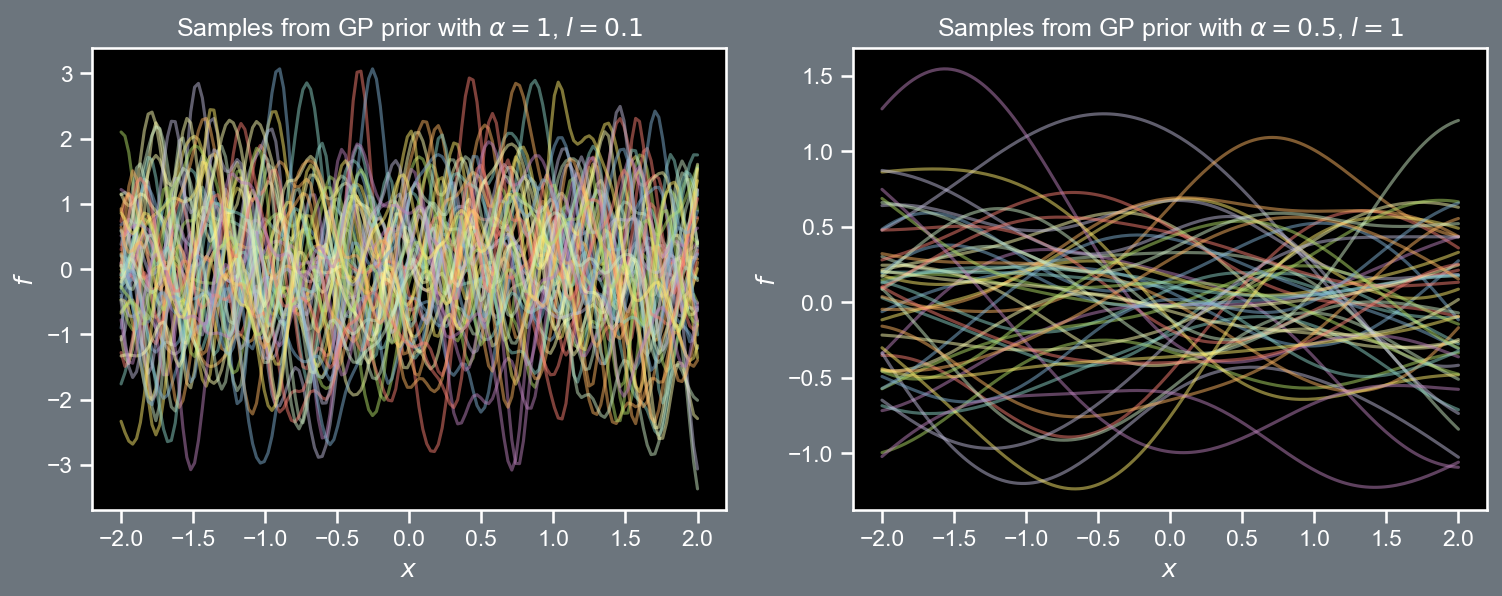 Samples from GP prior with α = 1, l = 0.1
3
2
1
0
−1
−2
−3
f
−2.0 −1.5 −1.0 −0.5 0.0 0.5 1.0 1.5 2.0
x
Samples from GP prior with α = 0.5, l = 1
1.5
1.0
0.5
0.0
−0.5
−1.0
f
−2.0 −1.5 −1.0 −0.5 0.0 0.5 1.0 1.5 2.0
x